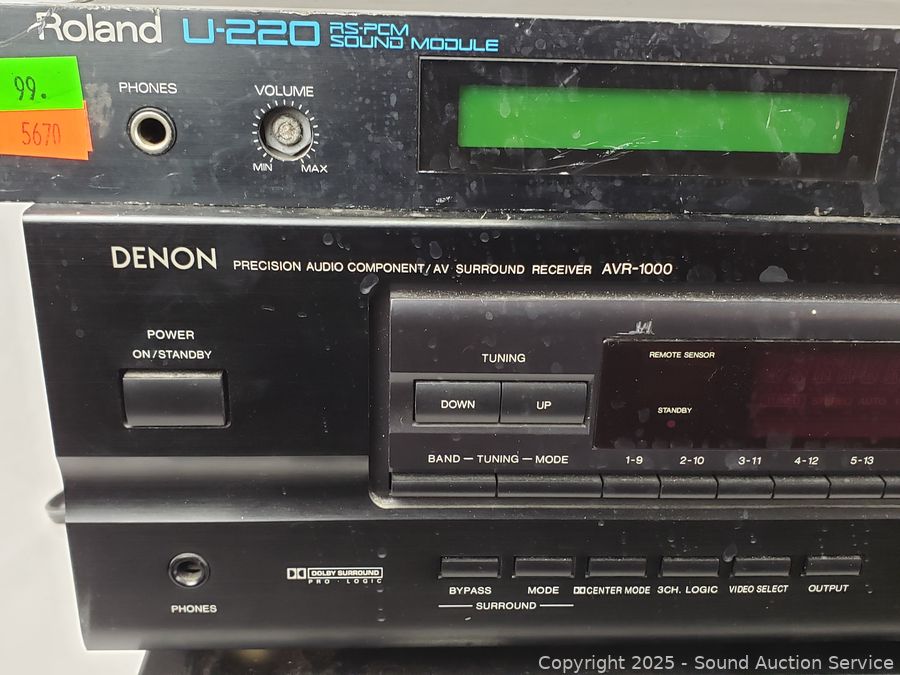 Roland U-220 RS-PCM
SOUND MODULE
99.
5670
PHONES
VOLUME
MIN MAX
DENON PRECISION AUDIO COMPONENT/AV SURROUND RECEIVER AVR-1000
POWER
ON/STANDBY
TUNING
DOWN UP
REMOTE SENSOR
STANDBY
STEREO AUTO
BAND — TUNING — MODE
1-9 2-10 3-11 4-12 5-13
PHONES
DOLBY SURROUND
PRO · LOGIC
BYPASS MODE CENTER MODE 3CH. LOGIC VIDEO SELECT OUTPUT
SURROUND
Copyright 2025 - Sound Auction Service